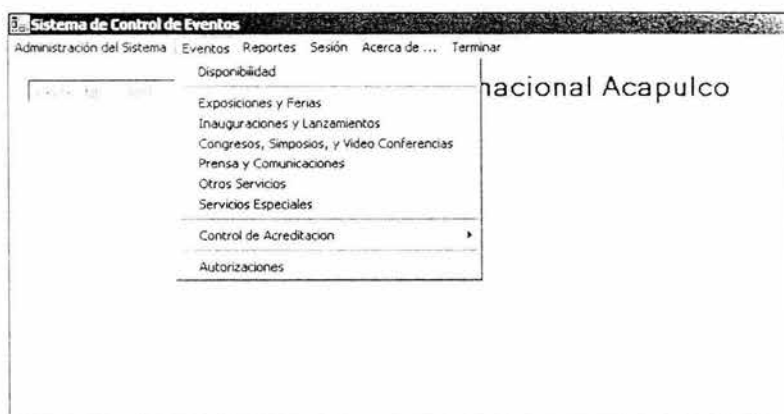 Sistema de Control de Eventos
Administración del Sistema Eventos Reportes Sesión Acerca de ... Terminar
Disponibilidad
nacional Acapulco
Exposiciones y Ferias
Inauguraciones y Lanzamientos
Congresos, Simposios, y Video Conferencias
Prensa y Comunicaciones
Otros Servicios
Servicios Especiales
Control de Acreditacion
Autorizaciones